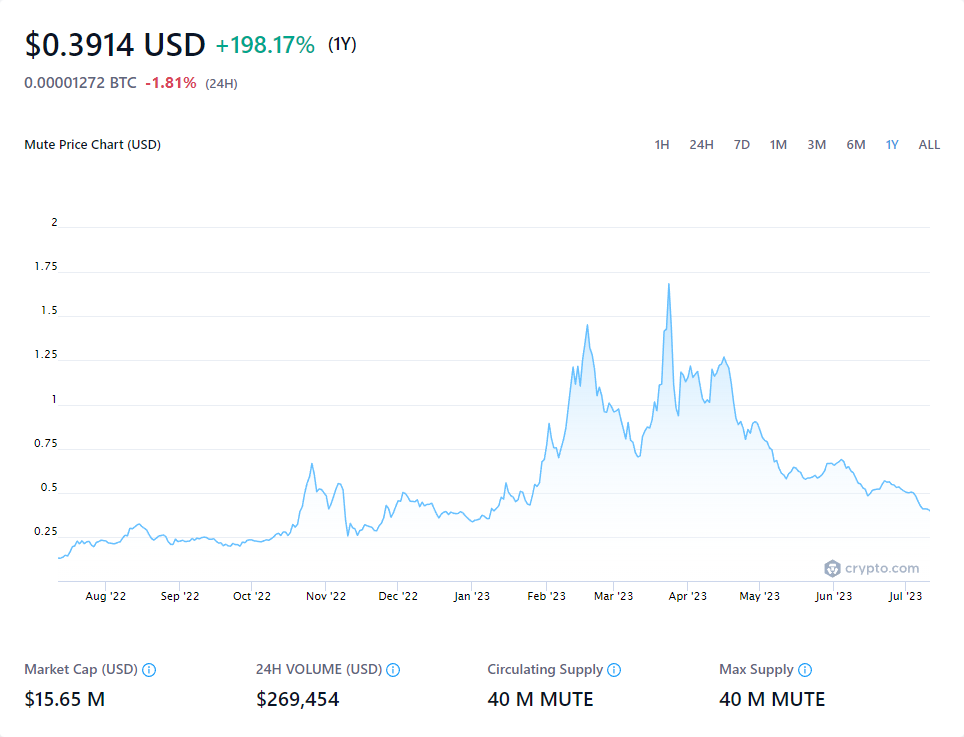 $0.3914 USD +198.17% (1Y)
0.00001272 BTC -1.81% (24H)
Mute Price Chart (USD) 1H 24H 7D 1M 3M 6M 1Y ALL
2
1.75
1.5
1.25
1
0.75
0.5
0.25
crypto.com
Aug '22 Sep '22 Oct '22 Nov '22 Dec '22 Jan '23 Feb '23 Mar '23 Apr '23 May '23 Jun '23 Jul '23
Market Cap (USD) 24H VOLUME (USD) Circulating Supply Max Supply
$15.65 M $269,454 40 M MUTE 40 M MUTE